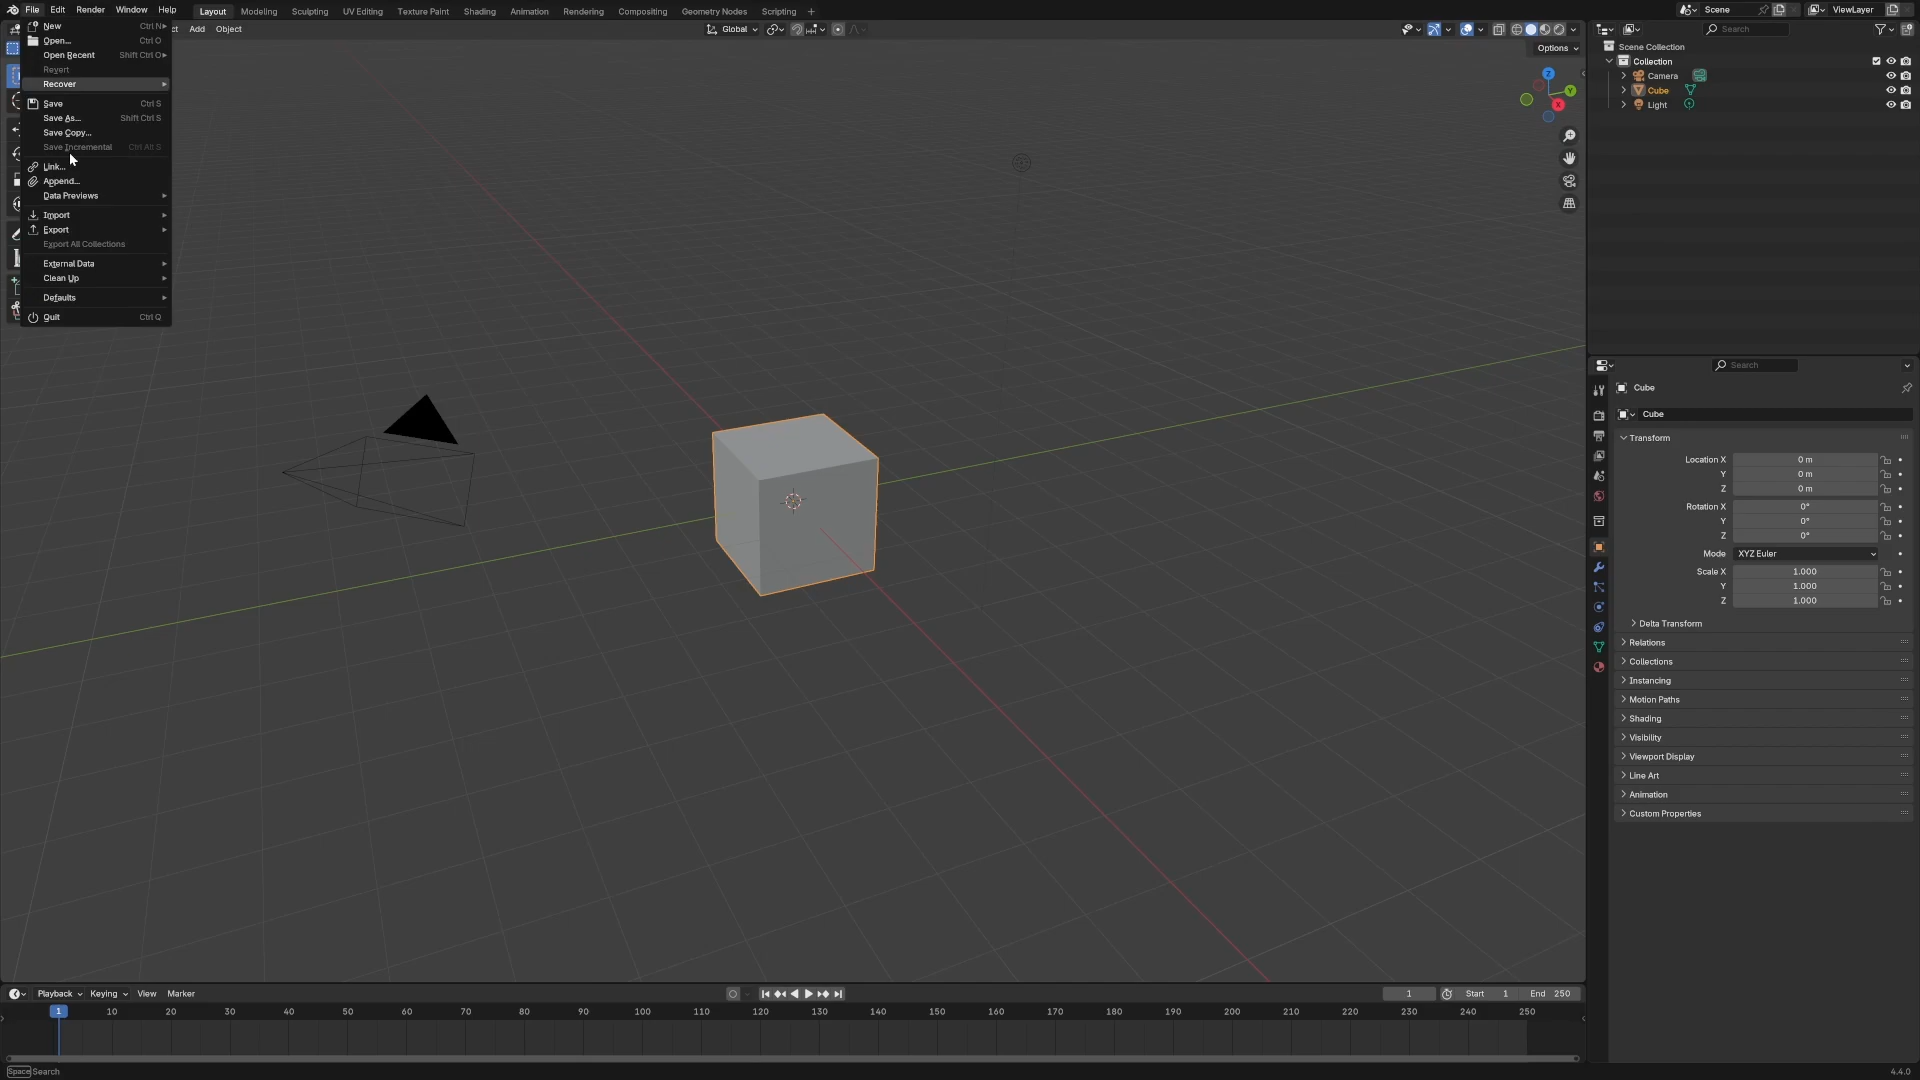 File Edit Render Window Help Layout Modeling Sculpting UV Editing Texture Paint Shading Animation Rendering Compositing Geometry Nodes Scripting + Scene ViewLayer
New Ctrl N
Open... Ctrl O
Open Recent Shift Ctrl O
Revert
Recover
Save Ctrl S
Save As... Shift Ctrl S
Save Copy...
Save Incremental Ctrl Alt S
Link...
Append...
Data Previews
Import
Export
Export All Collections
External Data
Clean Up
Defaults
Quit Ctrl Q
ct Add Object Global
Options
Z
Y
X
Search
Scene Collection
Collection
Camera
Cube
Light
Search
Cube
Cube
Transform
Location X 0 m
Y 0 m
Z 0 m
Rotation X 0°
Y 0°
Z 0°
Mode XYZ Euler
Scale X 1.000
Y 1.000
Z 1.000
Delta Transform
Relations
Collections
Instancing
Motion Paths
Shading
Visibility
Viewport Display
Line Art
Animation
Custom Properties
Playback Keying View Marker 1 Start 1 End 250
1 10 20 30 40 50 60 70 80 90 100 110 120 130 140 150 160 170 180 190 200 210 220 230 240 250
Space Search 4.4.0